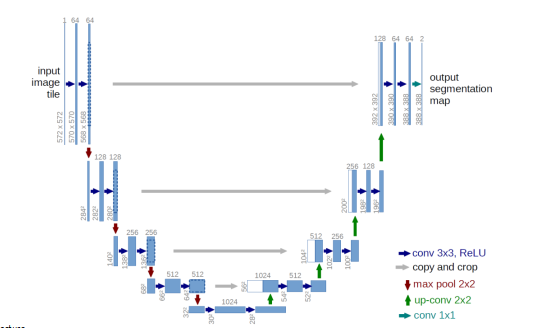 1 64 64
128 64 64 2
input
image
tile
output
segmentation
map
572 x 572
570 x 570
568 x 568
392 x 392
390 x 390
388 x 388
388 x 388
128 128
256 128
284²
282²
280²
200²
198²
196²
256 256
512 256
140²
138²
136²
104²
102²
100²
512 512
1024 512
68²
66²
64²
56²
54²
52²
1024
32²
30²
28²
conv 3x3, ReLU
copy and crop
max pool 2x2
up-conv 2x2
conv 1x1